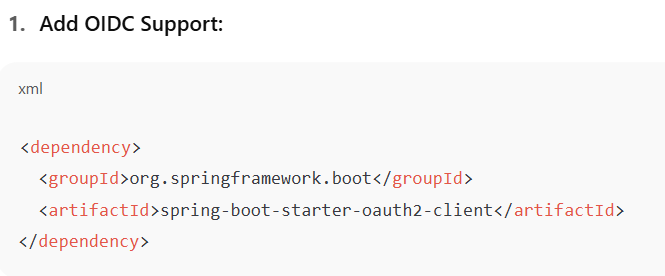 1. Add OIDC Support:
xml
<dependency>
  <groupId>org.springframework.boot</groupId>
  <artifactId>spring-boot-starter-oauth2-client</artifactId>
</dependency>